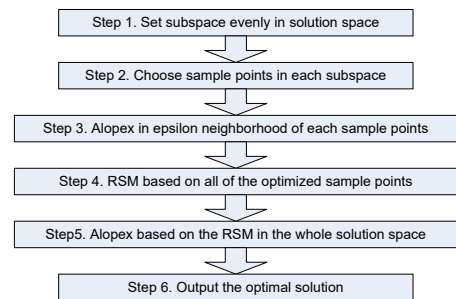 Step 1. Set subspace evenly in solution space
Step 2. Choose sample points in each subspace
Step 3. Alopex in epsilon neighborhood of each sample points
Step 4. RSM based on all of the optimized sample points
Step5. Alopex based on the RSM in the whole solution space
Step 6. Output the optimal solution